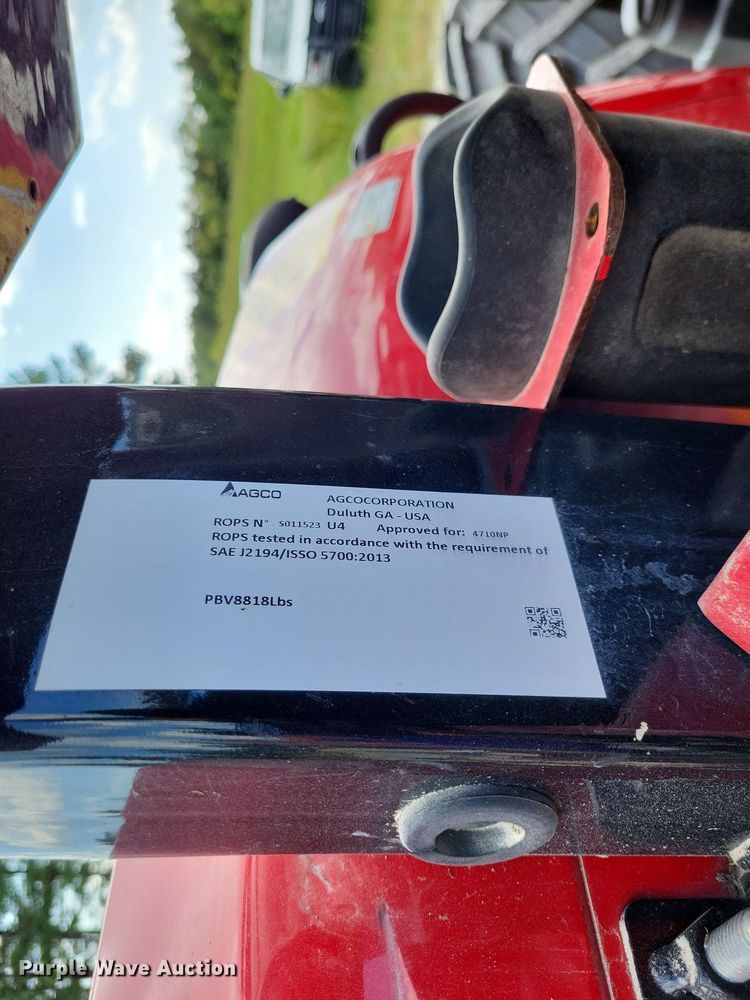 AGCO
AGCOCORPORATION
Duluth GA - USA
ROPS N° S011523 U4 Approved for: 4710NP
ROPS tested in accordance with the requirement of
SAE J2194/ISSO 5700:2013
PBV8818Lbs
Purple Wave Auction